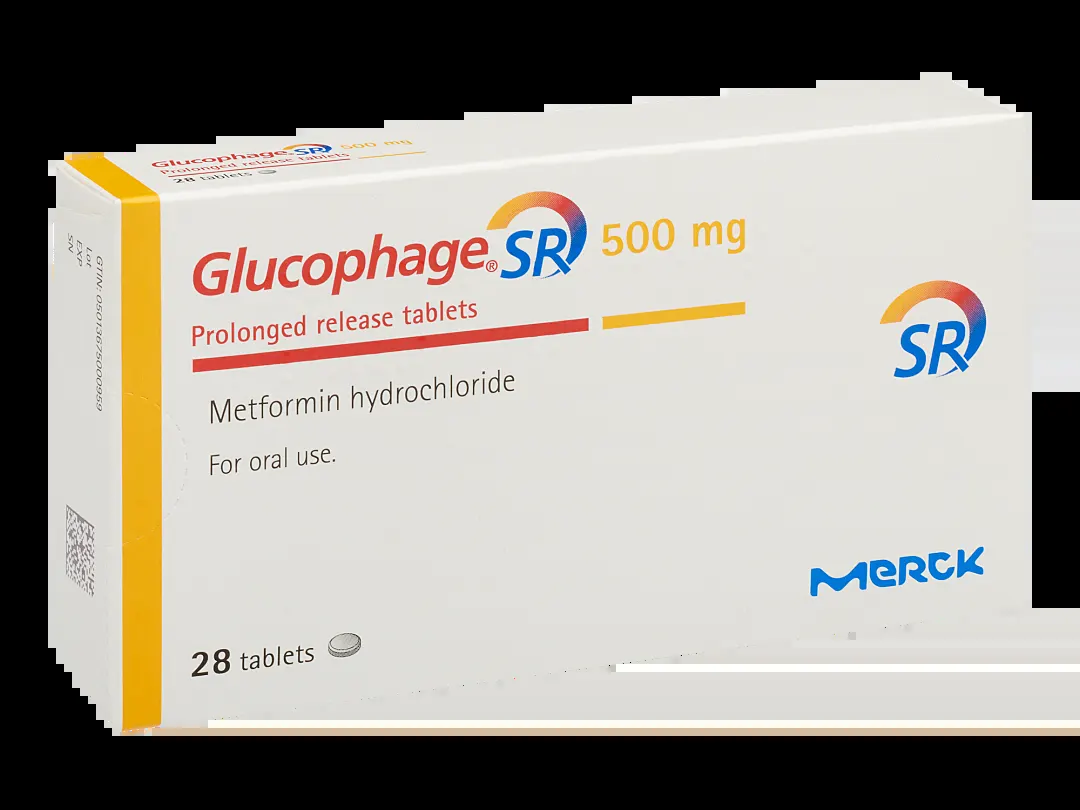 Glucophage SR 500 mg
Prolonged release tablets
28 tablets
Glucophage® SR 500 mg
Prolonged release tablets
Metformin hydrochloride
For oral use.
28 tablets
SR
MERCK
GTIN: 05013675000959
Lot
EXP
SN